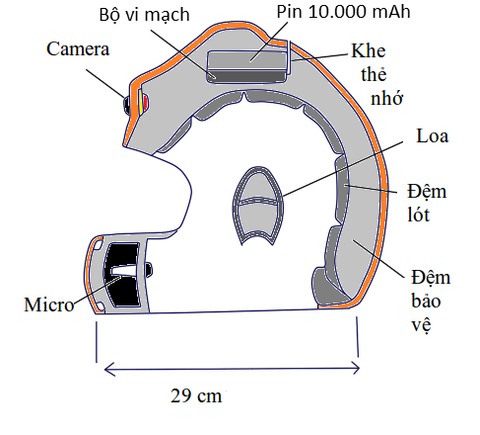 Bộ vi mạch
Pin 10.000 mAh
Camera
Khe
thẻ
nhớ
Loa
Đệm
lót
Đệm
bảo
vệ
Micro
29 cm